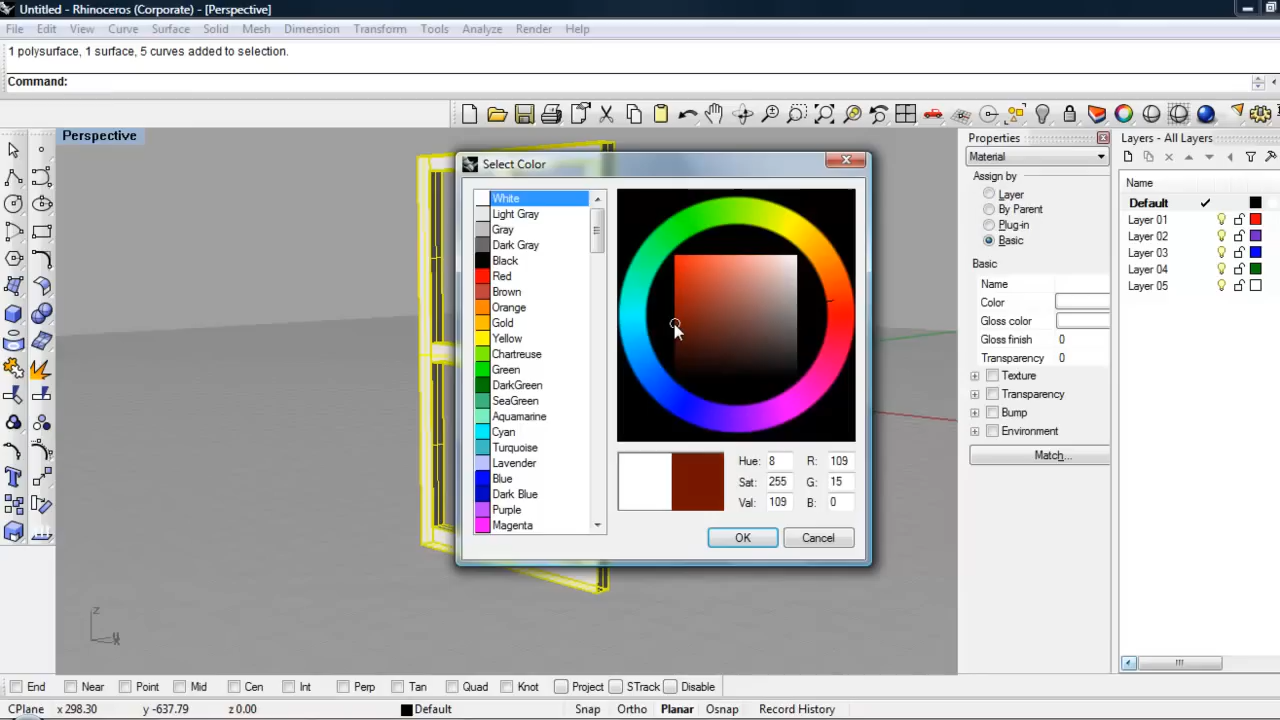 Untitled - Rhinoceros (Corporate) - [Perspective]
File Edit View Curve Surface Solid Mesh Dimension Transform Tools Analyze Render Help
1 polysurface, 1 surface, 5 curves added to selection.
Command:
Perspective
Select Color
White
Light Gray
Gray
Dark Gray
Black
Red
Brown
Orange
Gold
Yellow
Chartreuse
Green
DarkGreen
SeaGreen
Aquamarine
Cyan
Turquoise
Lavender
Blue
Dark Blue
Purple
Magenta
Hue: 8 R: 109
Sat: 255 G: 15
Val: 109 B: 0
OK Cancel
Properties
Material
Assign by
Layer
By Parent
Plug-in
Basic
Basic
Name
Color
Gloss color
Gloss finish 0
Transparency 0
Texture
Transparency
Bump
Environment
Match...
Layers - All Layers
Name
Default
Layer 01
Layer 02
Layer 03
Layer 04
Layer 05
z
End Near Point Mid Cen Int Perp Tan Quad Knot Project STrack Disable
CPlane x 298.30 y -637.79 z 0.00 Default Snap Ortho Planar Osnap Record History